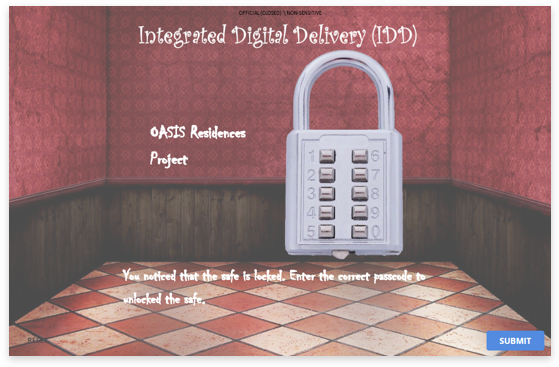 OFFICIAL (CLOSED) \ NON-SENSITIVE
Integrated Digital Delivery (IDD)
OASIS Residences
Project
1 6
2 7
3 8
4 9
5 0
You noticed that the safe is locked. Enter the correct passcode to
unlocked the safe.
SUBMIT